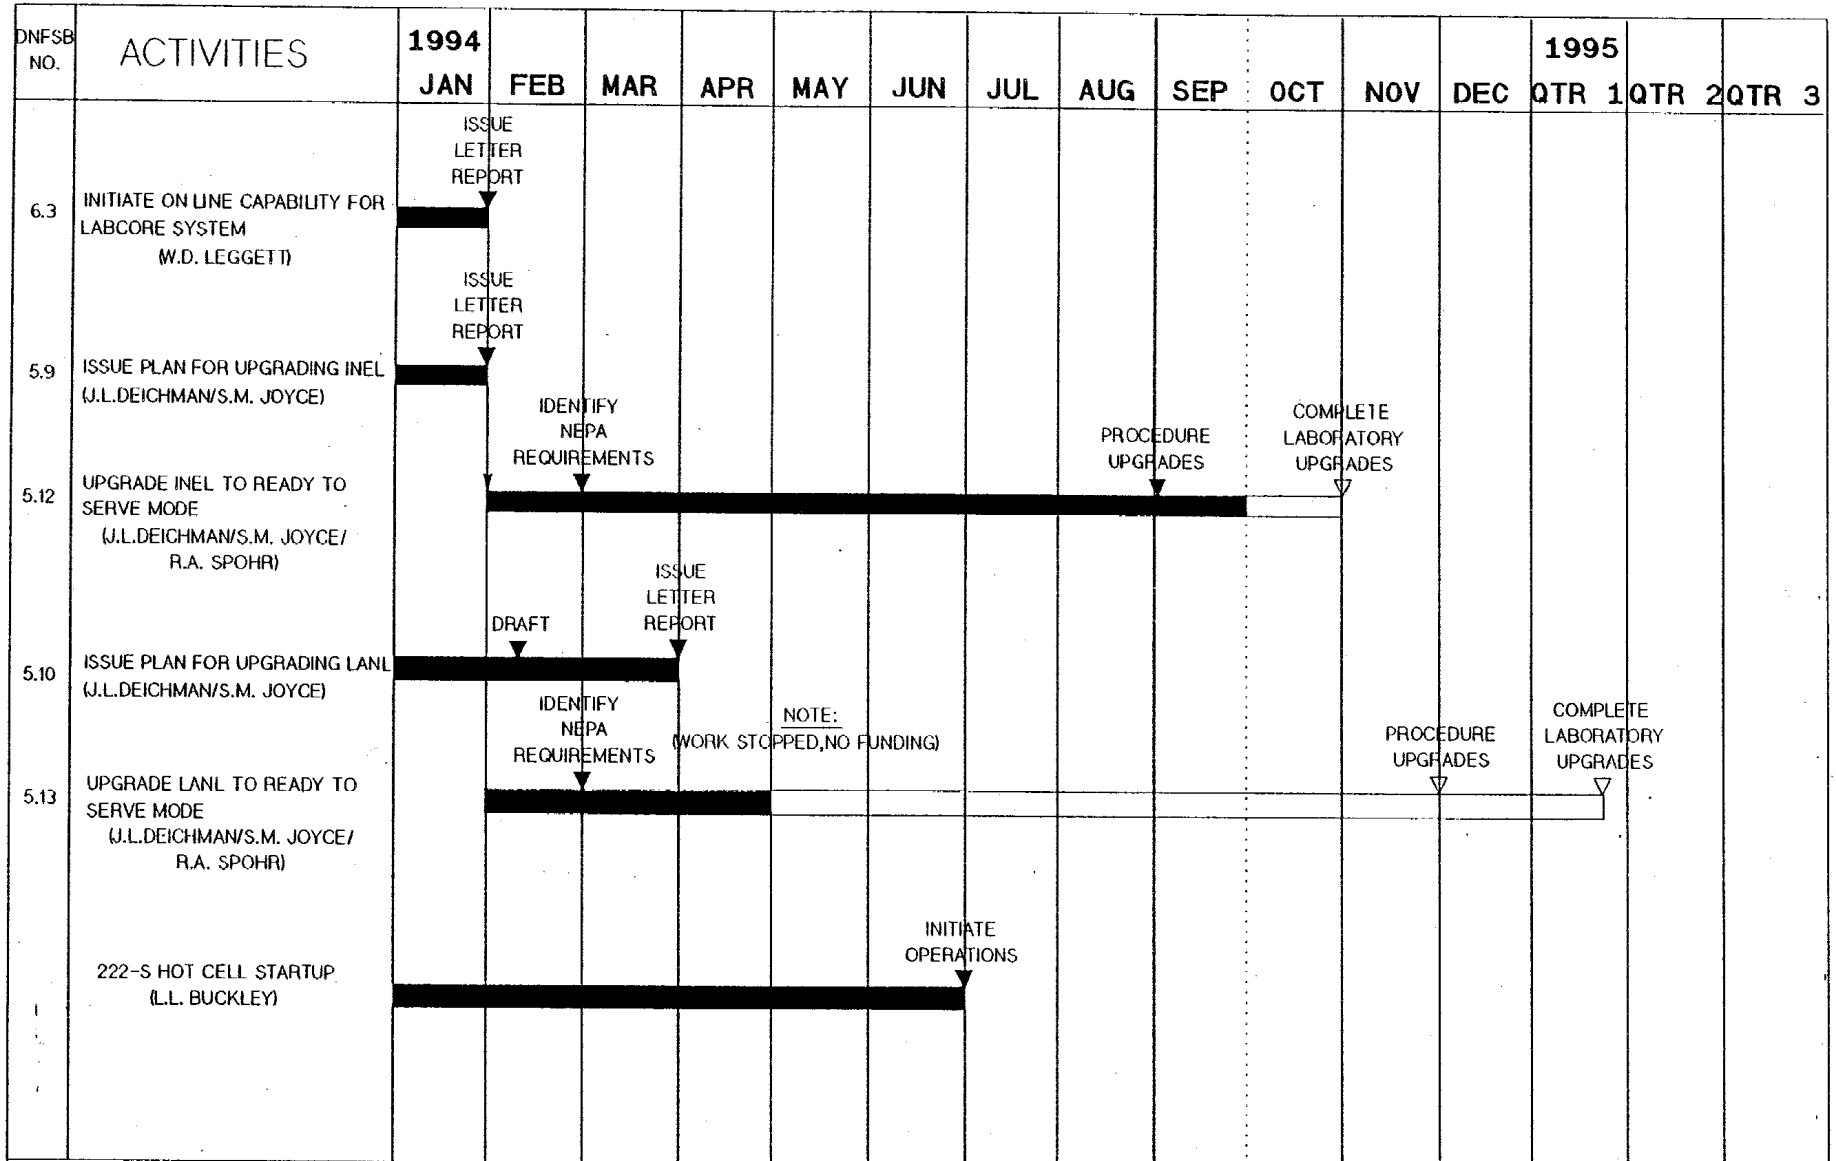 DNFSB
NO.
ACTIVITIES
1994
1995
JAN FEB MAR APR MAY JUN JUL AUG SEP OCT NOV DEC QTR 1 QTR 2 QTR 3
ISSUE
LETTER
REPORT
6.3
INITIATE ON LINE CAPABILITY FOR
LABCORE SYSTEM
(W.D. LEGGETT)
ISSUE
LETTER
REPORT
5.9
ISSUE PLAN FOR UPGRADING INEL
(J.L.DEICHMAN/S.M. JOYCE)
IDENTIFY
NEPA
REQUIREMENTS
PROCEDURE
UPGRADES
COMPLETE
LABORATORY
UPGRADES
5.12
UPGRADE INEL TO READY TO
SERVE MODE
(J.L.DEICHMAN/S.M. JOYCE/
R.A. SPOHR)
DRAFT
ISSUE
LETTER
REPORT
5.10
ISSUE PLAN FOR UPGRADING LANL
(J.L.DEICHMAN/S.M. JOYCE)
IDENTIFY
NEPA
REQUIREMENTS
NOTE:
(WORK STOPPED,NO FUNDING)
PROCEDURE
UPGRADES
COMPLETE
LABORATORY
UPGRADES
5.13
UPGRADE LANL TO READY TO
SERVE MODE
(J.L.DEICHMAN/S.M. JOYCE/
R.A. SPOHR)
INITIATE
OPERATIONS
222-S HOT CELL STARTUP
(L.L. BUCKLEY)